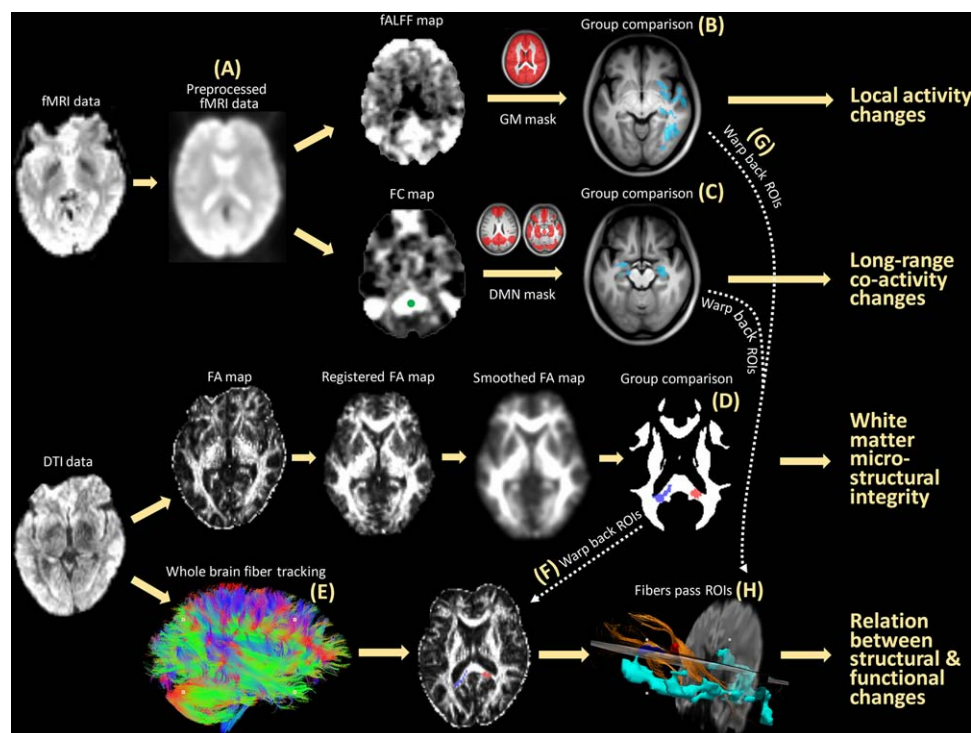 fALFF map
Group comparison (B)
(A)
Preprocessed
fMRI data
fMRI data
GM mask
Local activity
changes
(G)
Warp back ROIs
FC map
Group comparison (C)
DMN mask
Long-range
co-activity
changes
Warp back ROIs
FA map
Registered FA map
Smoothed FA map
Group comparison
(D)
White
matter
micro-
structural
integrity
DTI data
Whole brain fiber tracking
(E)
(F) Warp back ROIs
Fibers pass ROIs (H)
Relation
between
structural &
functional
changes